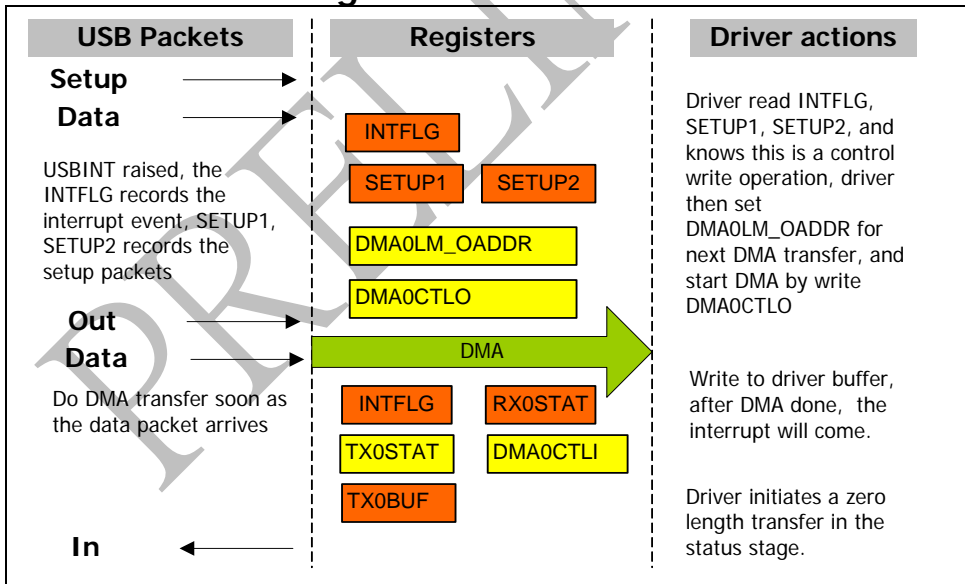 USB Packets
Registers
Driver actions
Setup
Data
USBINT raised, the
INTFLG records the
interrupt event, SETUP1,
SETUP2 records the
setup packets
Out
Data
Do DMA transfer soon as
the data packet arrives
In
INTFLG
SETUP1 SETUP2
DMA0LM_OADDR
DMA0CTLO
DMA
INTFLG RX0STAT
TX0STAT DMA0CTLI
TX0BUF
Driver read INTFLG,
SETUP1, SETUP2, and
knows this is a control
write operation, driver
then set
DMA0LM_OADDR for
next DMA transfer, and
start DMA by write
DMA0CTLO
Write to driver buffer,
after DMA done, the
interrupt will come.
Driver initiates a zero
length transfer in the
status stage.